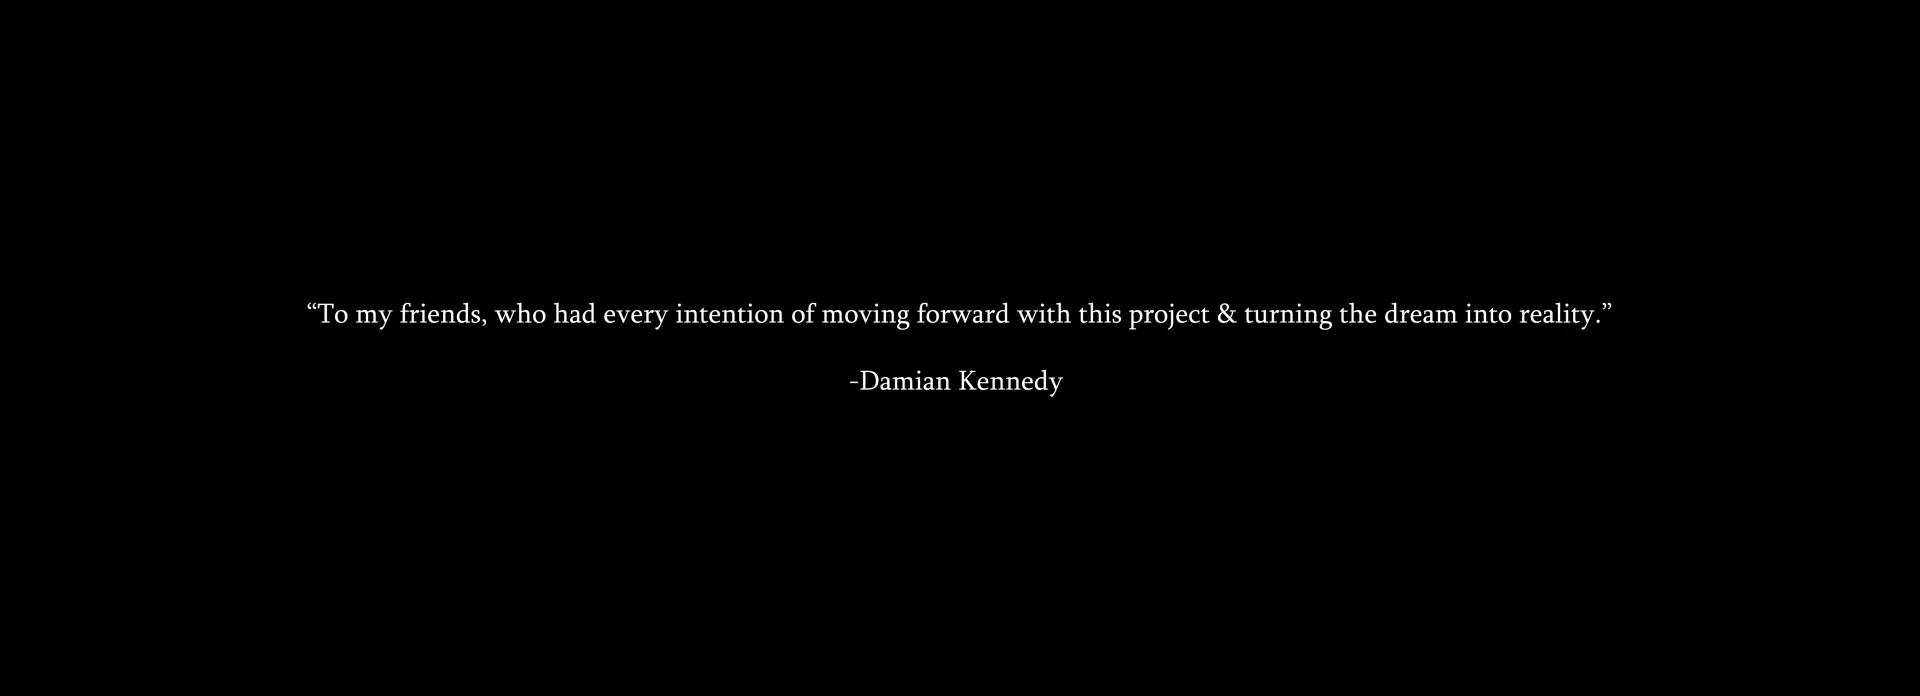 “To my friends, who had every intention of moving forward with this project & turning the dream into reality.”
-Damian Kennedy